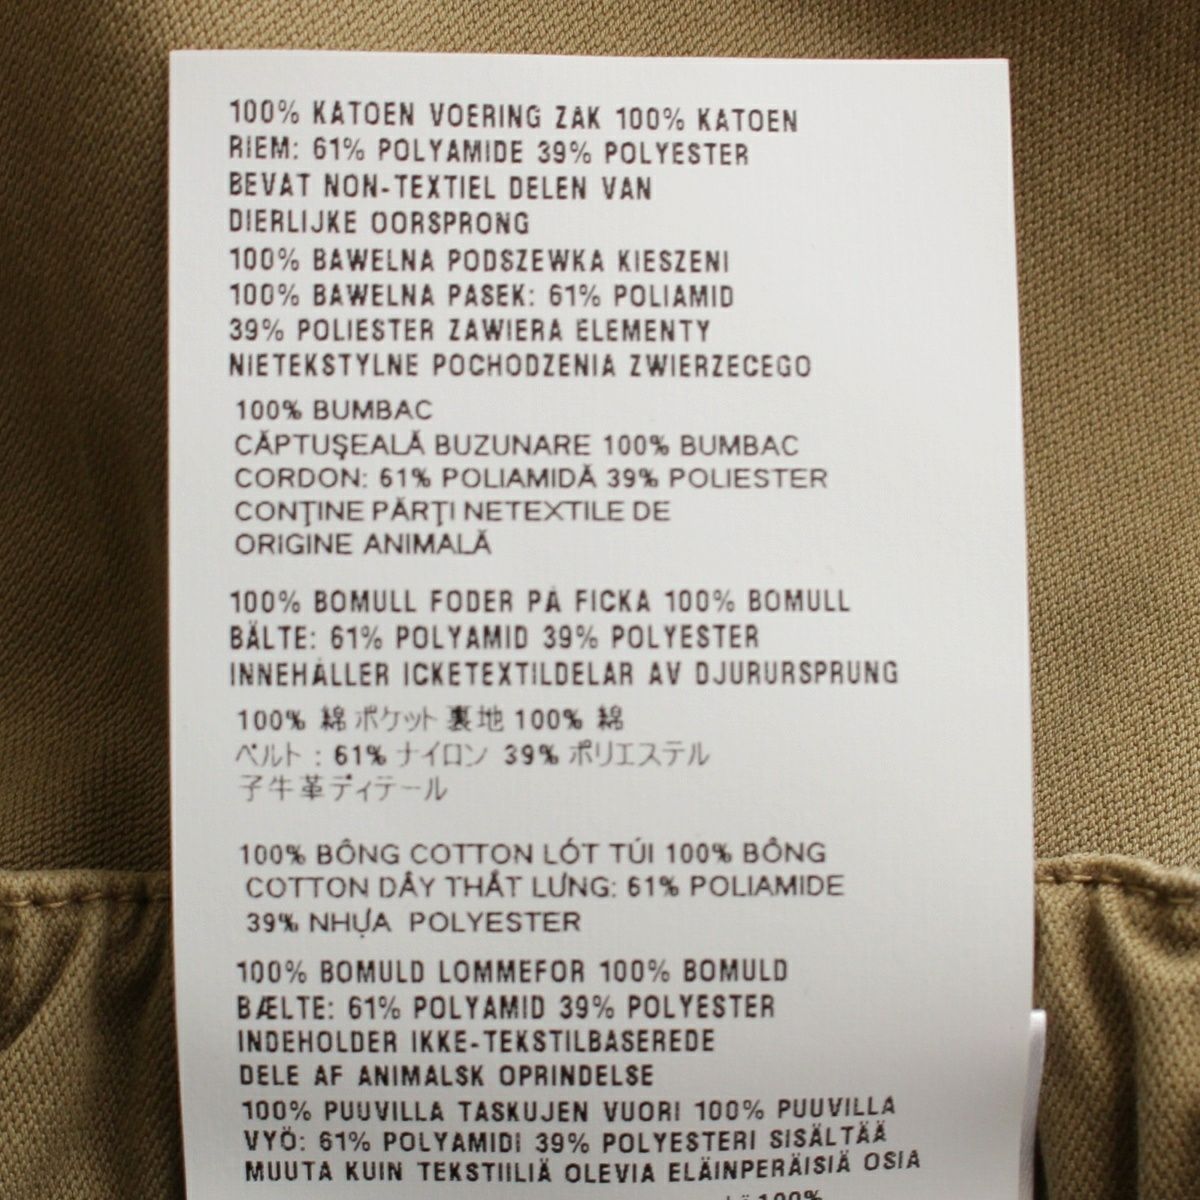 100% KATOEN VOERING ZAK 100% KATOEN
RIEM: 61% POLYAMIDE 39% POLYESTER
BEVAT NON-TEXTIEL DELEN VAN
DIERLIJKE OORSPRONG
100% BAWELNA PODSZEWKA KIESZENI
100% BAWELNA PASEK: 61% POLIAMID
39% POLIESTER ZAWIERA ELEMENTY
NIETEKSTYLNE POCHODZENIA ZWIERZECEGO
100% BUMBAC
CĂPTUŞEALĂ BUZUNARE 100% BUMBAC
CORDON: 61% POLIAMIDĂ 39% POLIESTER
CONŢINE PĂRŢI NETEXTILE DE
ORIGINE ANIMALĂ
100% BOMULL FODER PÅ FICKA 100% BOMULL
BÄLTE: 61% POLYAMID 39% POLYESTER
INNEHÅLLER ICKETEXTILDELAR AV DJURURSPRUNG
100% 綿 ポケット 裏地 100% 綿
ベルト : 61% ナイロン 39% ポリエステル
子牛革ディテール
100% BÔNG COTTON LÓT TÚI 100% BÔNG
COTTON DÂY THẮT LƯNG: 61% POLIAMIDE
39% NHỰA POLYESTER
100% BOMULD LOMMEFOR 100% BOMULD
BÆLTE: 61% POLYAMID 39% POLYESTER
INDEHOLDER IKKE-TEKSTILBASEREDE
DELE AF ANIMALSK OPRINDELSE
100% PUUVILLA TASKUJEN VUORI 100% PUUVILLA
VYÖ: 61% POLYAMIDI 39% POLYESTERI SISÄLTÄÄ
MUUTA KUIN TEKSTIILIÄ OLEVIA ELÄINPERÄISIÄ OSIA
100%